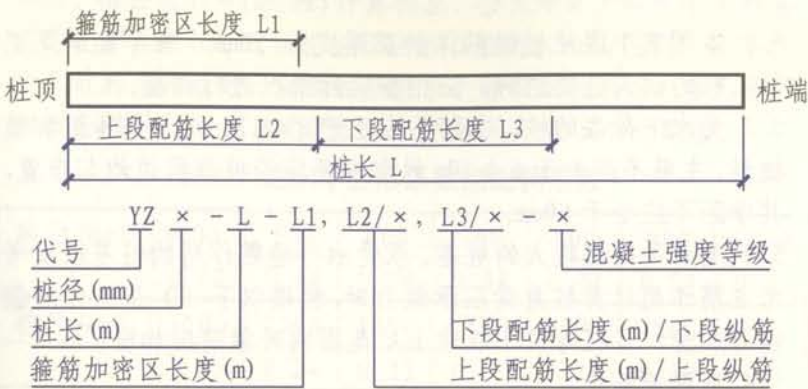 箍筋加密区长度 L1
桩顶
桩端
上段配筋长度 L2
下段配筋长度 L3
桩长 L
YZ × - L - L1, L2/ ×, L3/ × - ×
代号
混凝土强度等级
桩径(mm)
桩长(m)
下段配筋长度(m)/下段纵筋
箍筋加密区长度(m)
上段配筋长度(m)/上段纵筋